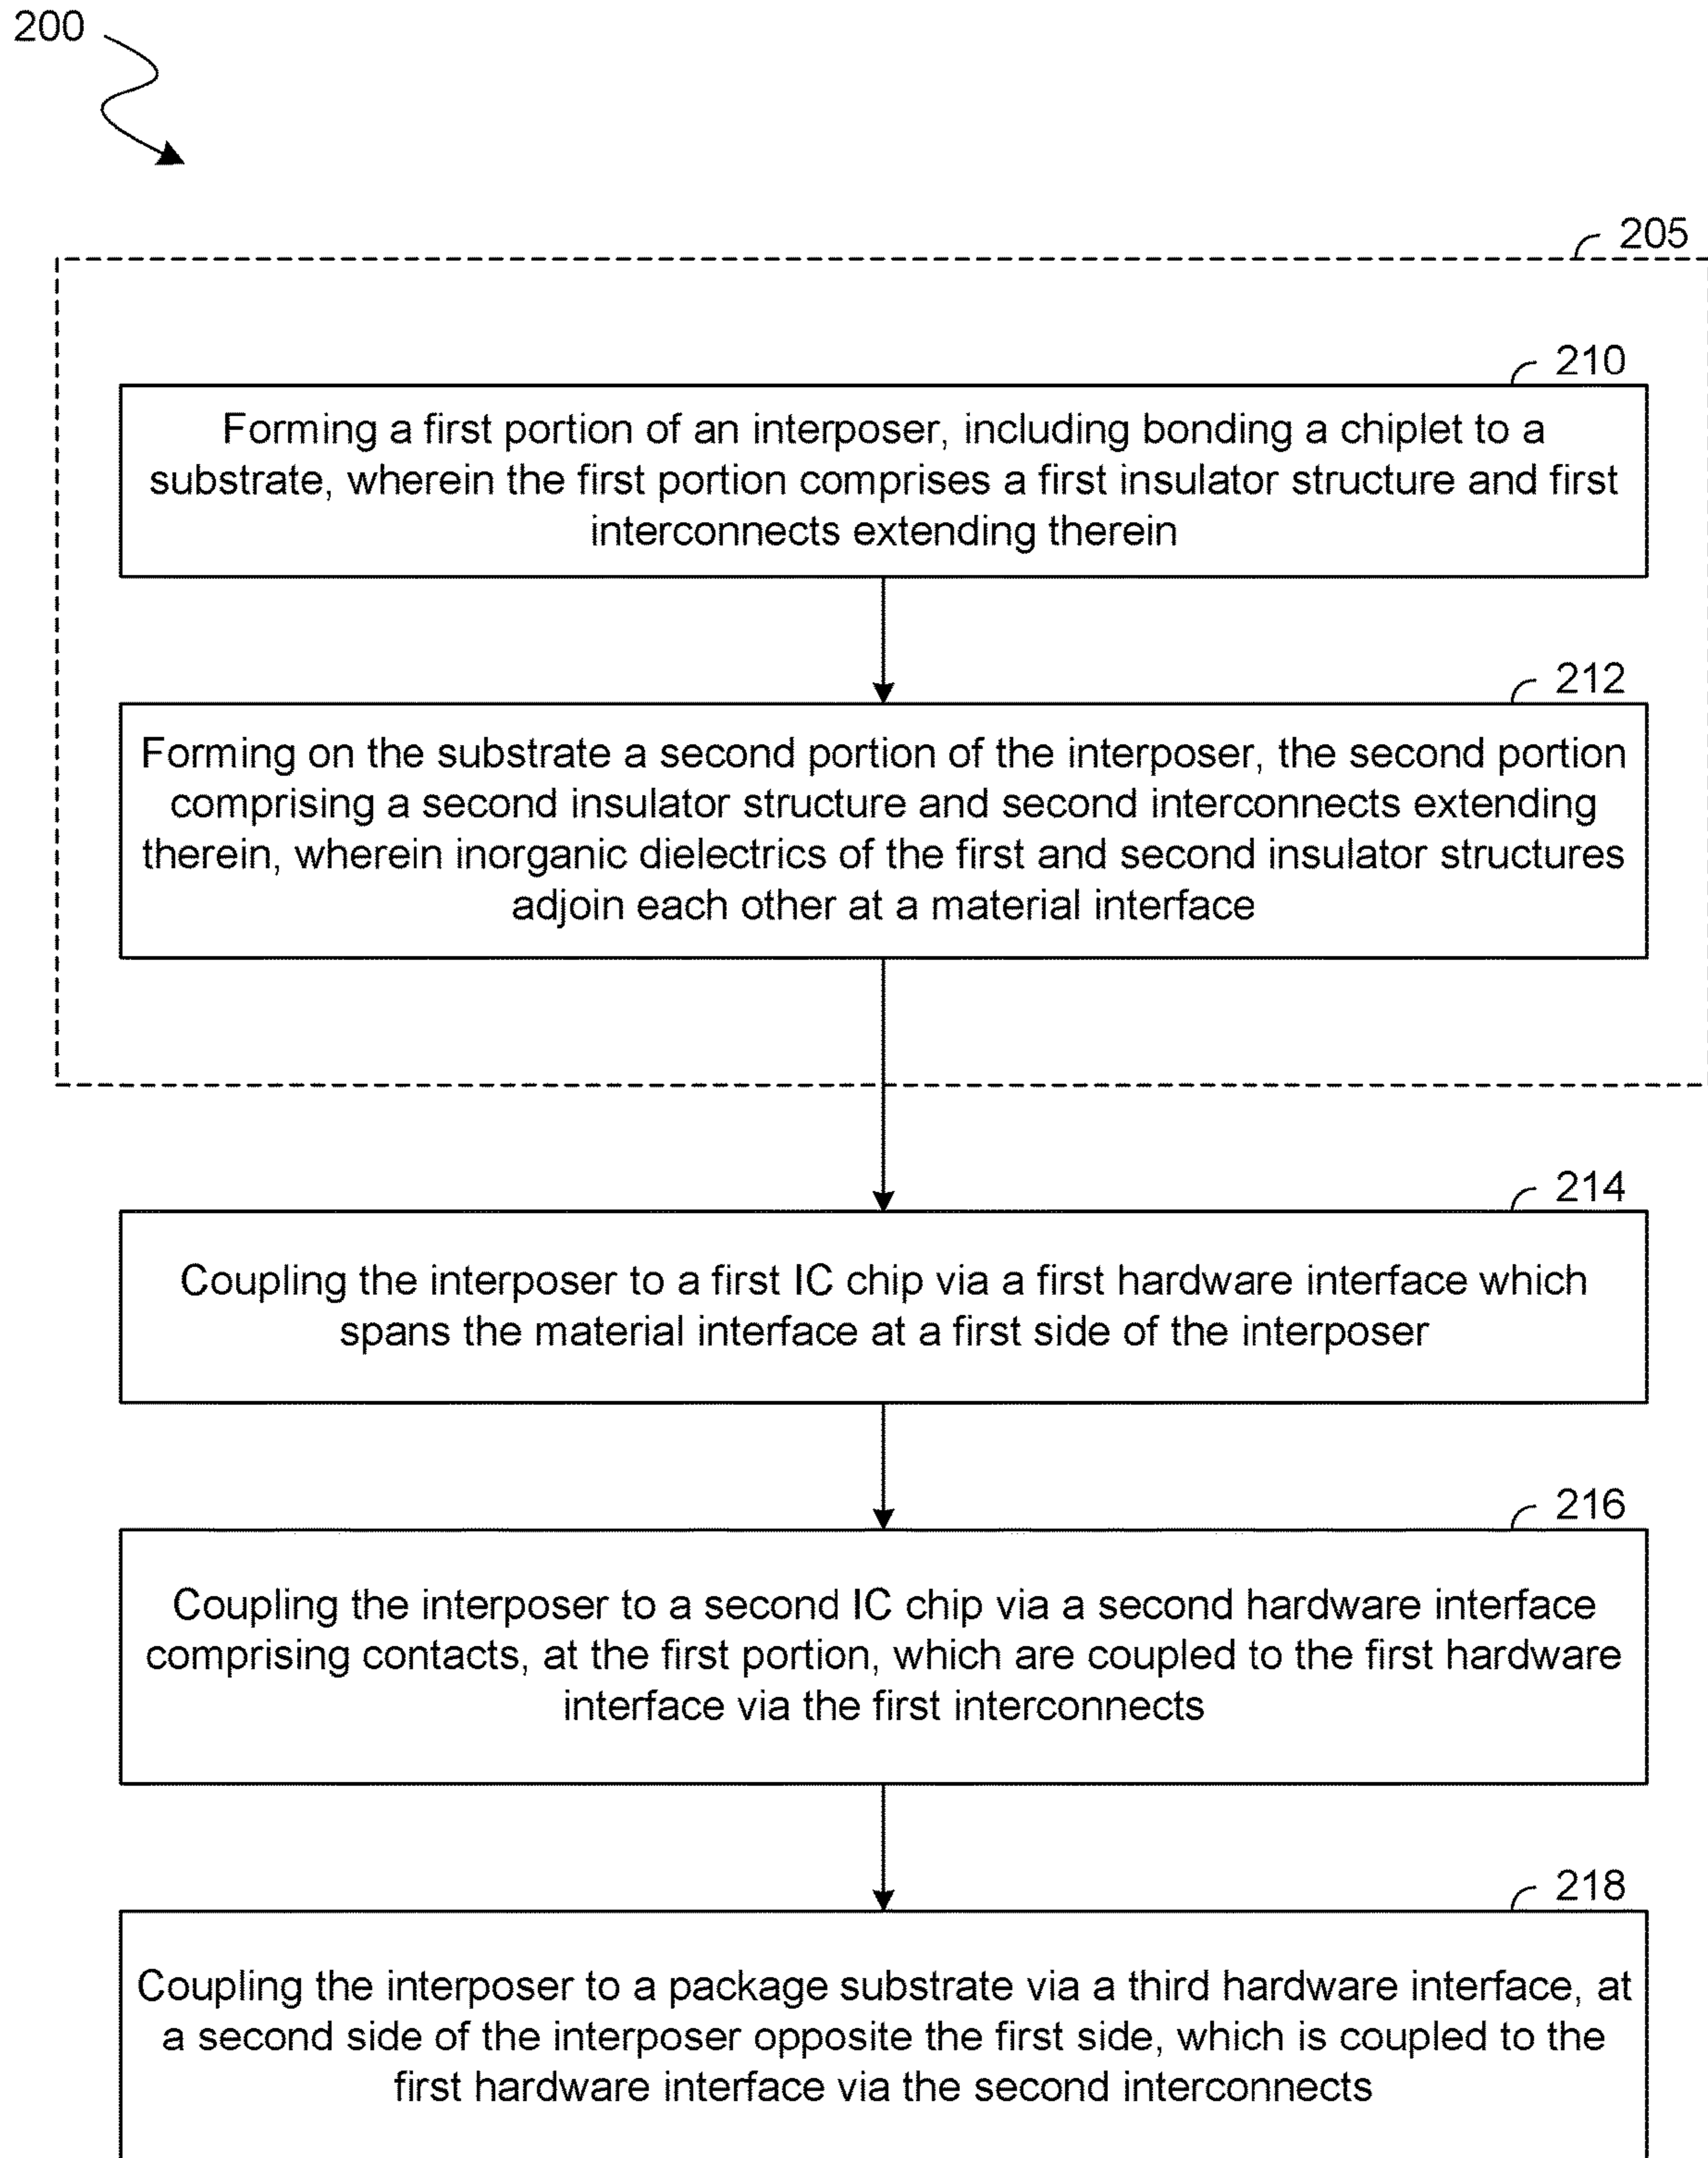 200
205
210
Forming a first portion of an interposer, including bonding a chiplet to a
substrate, wherein the first portion comprises a first insulator structure and first
interconnects extending therein
212
Forming on the substrate a second portion of the interposer, the second portion
comprising a second insulator structure and second interconnects extending
therein, wherein inorganic dielectrics of the first and second insulator structures
adjoin each other at a material interface
214
Coupling the interposer to a first IC chip via a first hardware interface which
spans the material interface at a first side of the interposer
216
Coupling the interposer to a second IC chip via a second hardware interface
comprising contacts, at the first portion, which are coupled to the first hardware
interface via the first interconnects
218
Coupling the interposer to a package substrate via a third hardware interface, at
a second side of the interposer opposite the first side, which is coupled to the
first hardware interface via the second interconnects